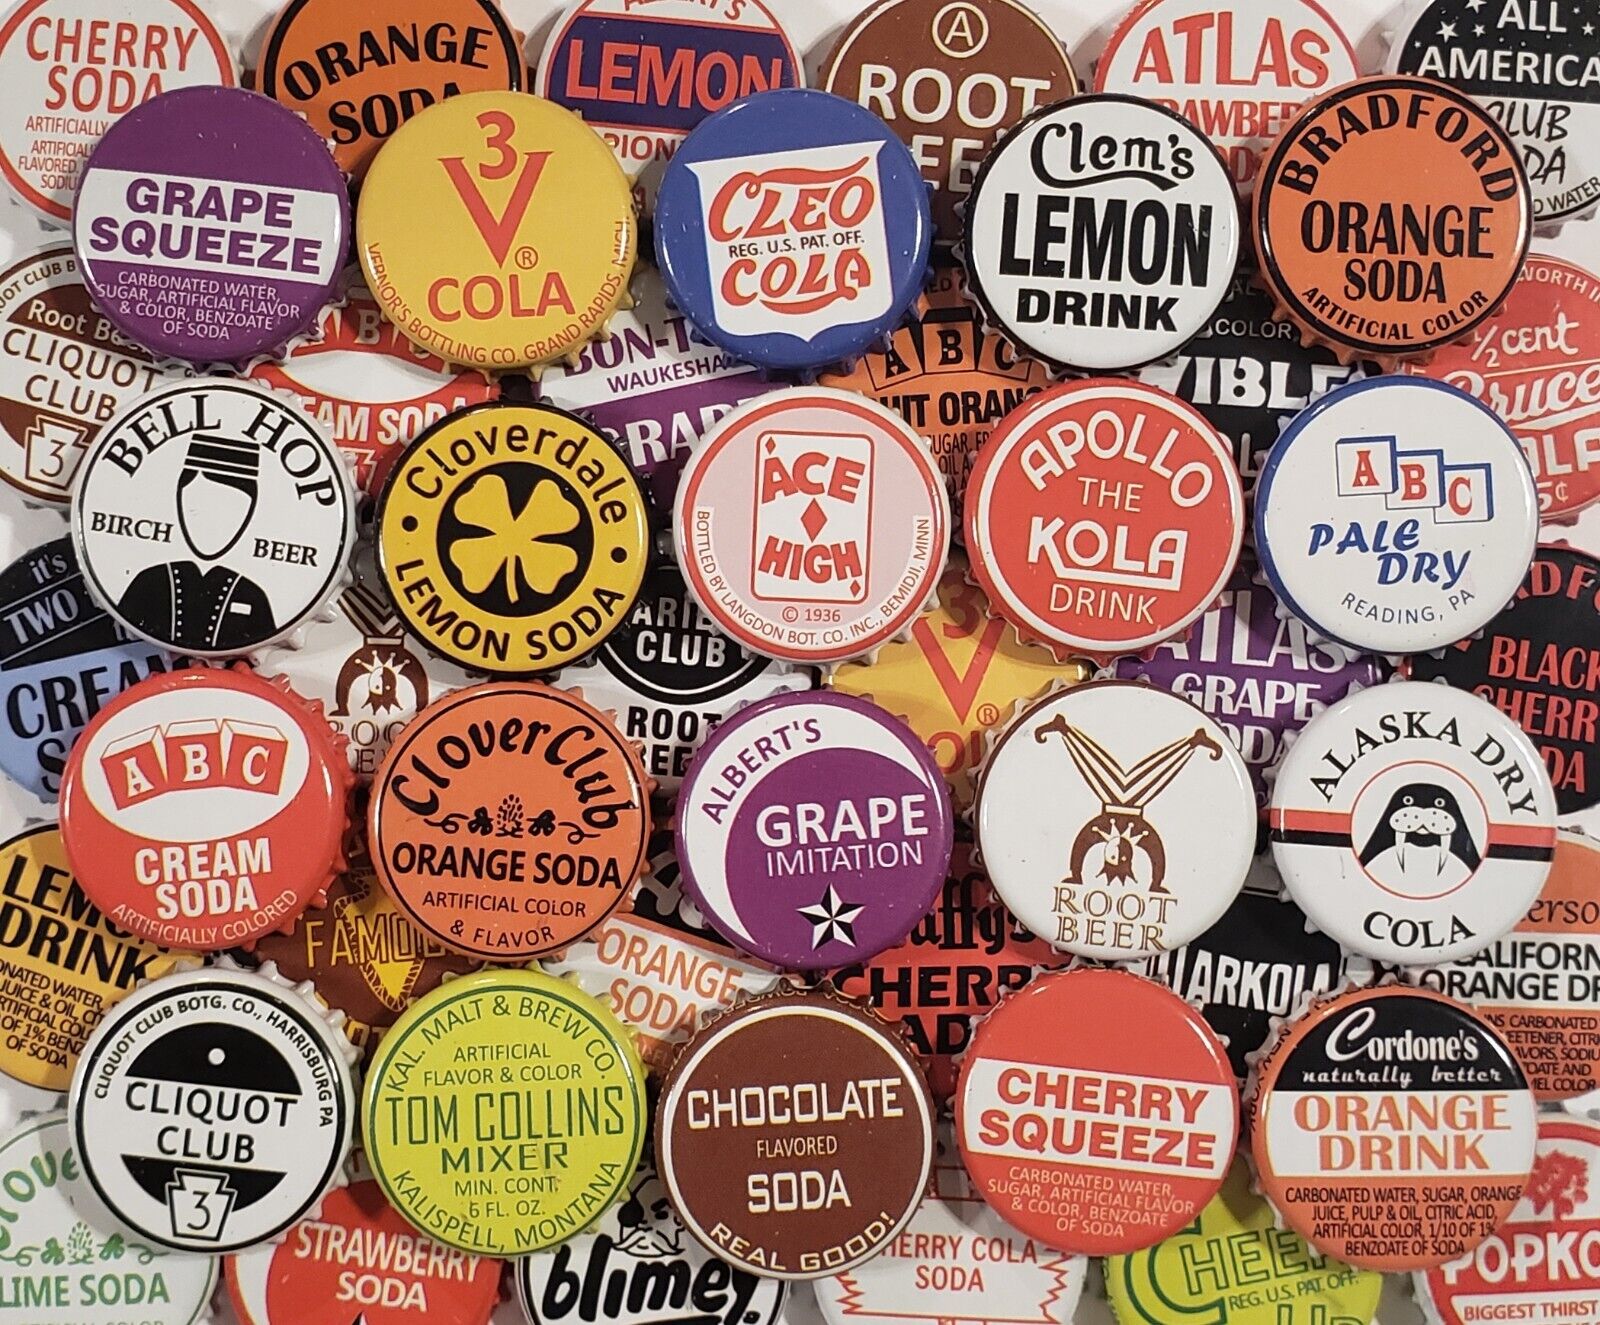 CHERRY
SODA
ARTIFICIALLY
FLAVORED
ORANGE
SODA
LEMON
A
ROOT
ATLAS
ALL
AMERICA
CLUB
GRAPE
SQUEEZE
CARBONATED WATER,
SUGAR, ARTIFICIAL FLAVOR
& COLOR, BENZOATE
OF SODA
3
V
®
COLA
VERNOR'S BOTTLING CO. GRAND RAPIDS, MICH
CLEO
REG. U.S. PAT. OFF.
COLA
Clem's
LEMON
DRINK
BRADFORD
ORANGE
SODA
ARTIFICIAL COLOR
Root
CLIQUOT
CLUB
3
WAUKESHA
COLOR
½ cent
5¢
BELL HOP
BIRCH BEER
Cloverdale
LEMON SODA
ACE
HIGH
© 1936
BOTTLED BY LANGDON BOT. CO. INC., BEMIDJI, MINN
APOLLO
THE
KOLA
DRINK
A B C
PALE
DRY
READING, PA
it's
TWO
CLUB
ROOT
3
V
®
ATLAS
GRAPE
BLACK
A B C
CREAM
SODA
ARTIFICIALLY COLORED
CloverClub
ORANGE SODA
ARTIFICIAL COLOR
& FLAVOR
ALBERT'S
GRAPE
IMITATION
ROOT
BEER
ALASKA DRY
COLA
DRINK
OF SODA
ORANGE
SODA
CLIQUOT CLUB BOTG. CO., HARRISBURG PA
CLIQUOT
CLUB
3
KAL. MALT & BREW CO.
ARTIFICIAL
FLAVOR & COLOR
TOM COLLINS
MIXER
MIN. CONT.
6 FL. OZ.
KALISPELL, MONTANA
CHOCOLATE
FLAVORED
SODA
REAL GOOD!
CHERRY
SQUEEZE
CARBONATED WATER,
SUGAR, ARTIFICIAL FLAVOR
& COLOR, BENZOATE
OF SODA
Cordone's
naturally better
ORANGE
DRINK
CARBONATED WATER, SUGAR, ORANGE
JUICE, PULP & OIL, CITRIC ACID,
ARTIFICIAL COLOR, 1/10 OF 1%
BENZOATE OF SODA
LIME SODA
STRAWBERRY
SODA
blimey.
COLA
SODA
REG. U.S. PAT. OFF.
BIGGEST THIRST